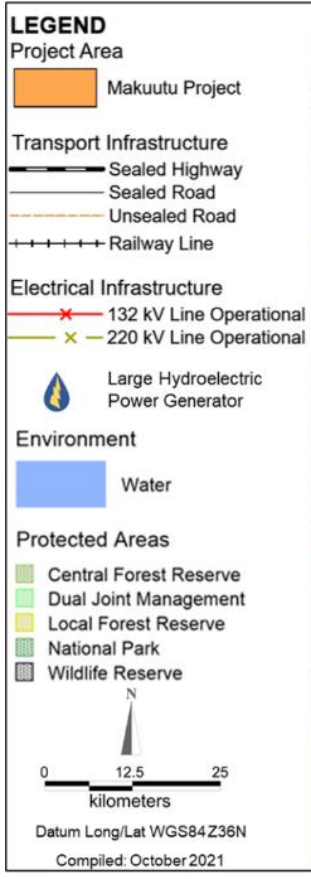 LEGEND
Project Area
Makuutu Project
Transport Infrastructure
Sealed Highway
Sealed Road
Unsealed Road
Railway Line
Electrical Infrastructure
132 kV Line Operational
220 kV Line Operational
Large Hydroelectric
Power Generator
Environment
Water
Protected Areas
Central Forest Reserve
Dual Joint Management
Local Forest Reserve
National Park
Wildlife Reserve
N
0 12.5 25
kilometers
Datum Long/Lat WGS84 Z36N
Compiled: October 2021